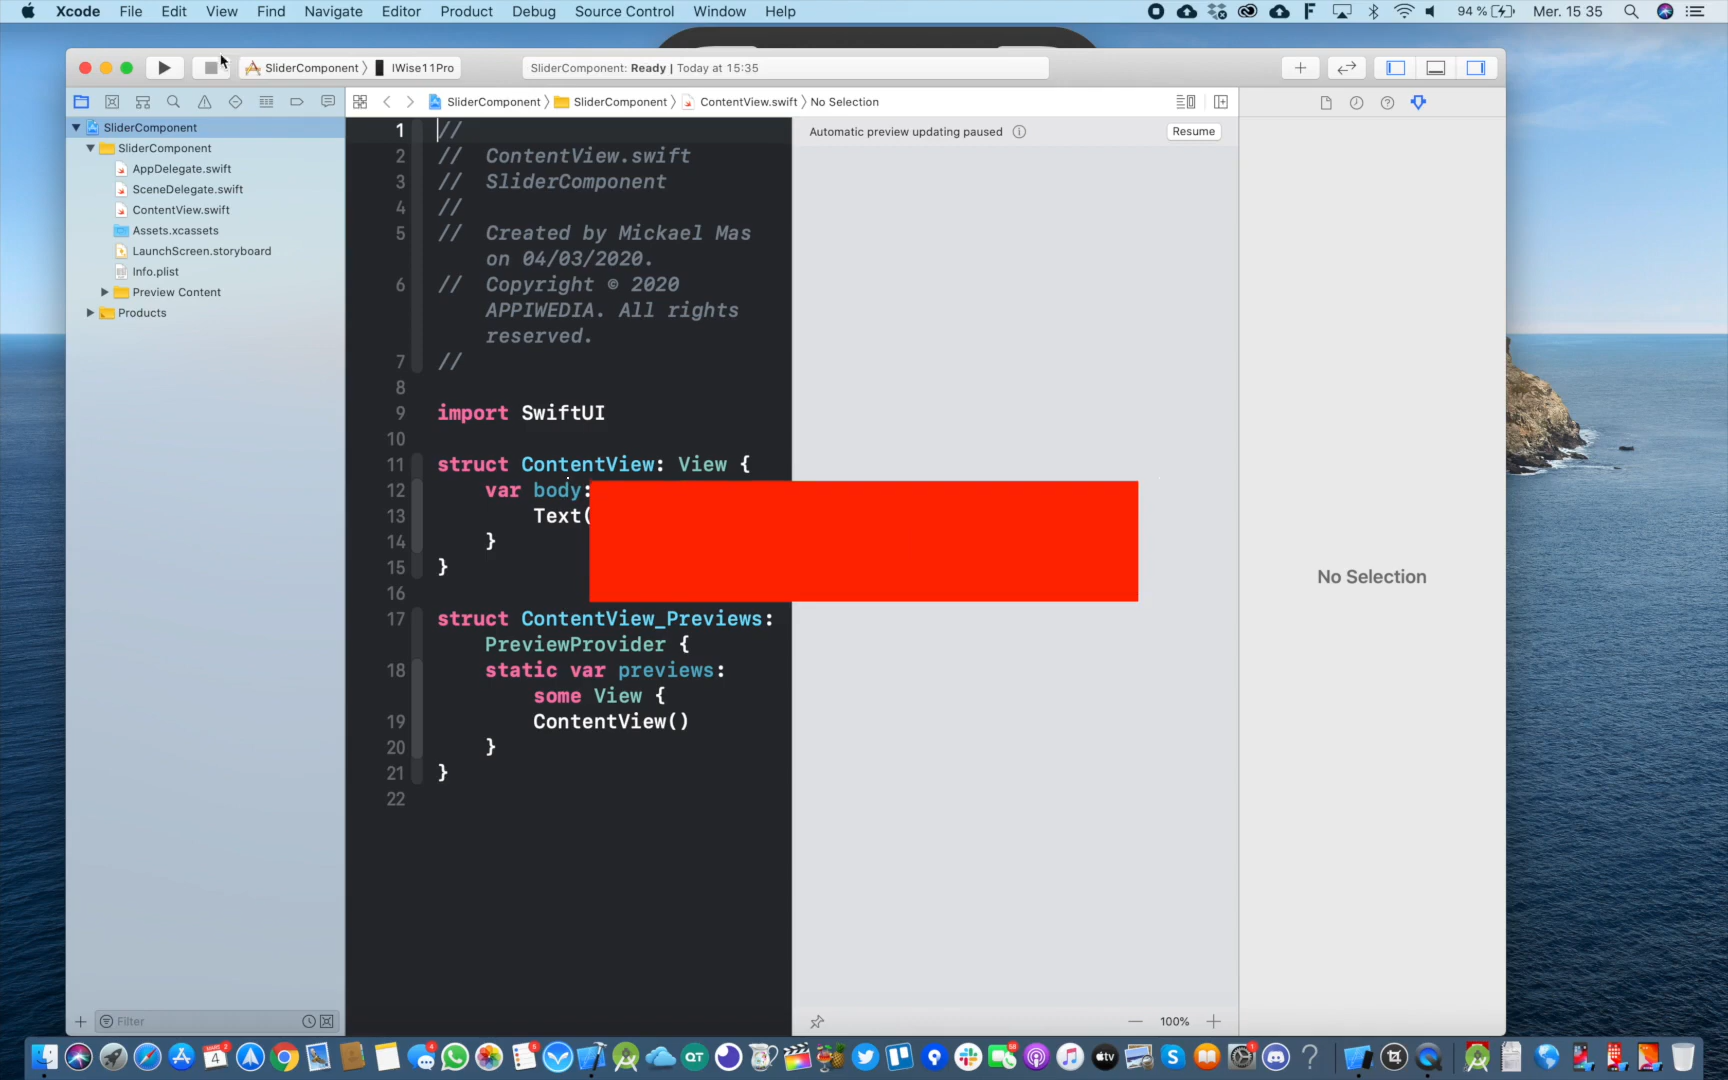 Xcode File Edit View Find Navigate Editor Product Debug Source Control Window Help 94 % Mer. 15 35
SliderComponent IWise11Pro SliderComponent: Ready | Today at 15:35
SliderComponent SliderComponent ContentView.swift No Selection
SliderComponent
SliderComponent
AppDelegate.swift
SceneDelegate.swift
ContentView.swift
Assets.xcassets
LaunchScreen.storyboard
Info.plist
Preview Content
Products
Filter
1 //
2 // ContentView.swift
3 // SliderComponent
4 //
5 // Created by Mickael Mas
on 04/03/2020.
6 // Copyright © 2020
APPIWEDIA. All rights
reserved.
7 //
8
9 import SwiftUI
10
11 struct ContentView: View {
12 var body:
13 Text(
14 }
15 }
16
17 struct ContentView_Previews:
PreviewProvider {
18 static var previews:
some View {
19 ContentView()
20 }
21 }
22
Automatic preview updating paused Resume
100%
No Selection